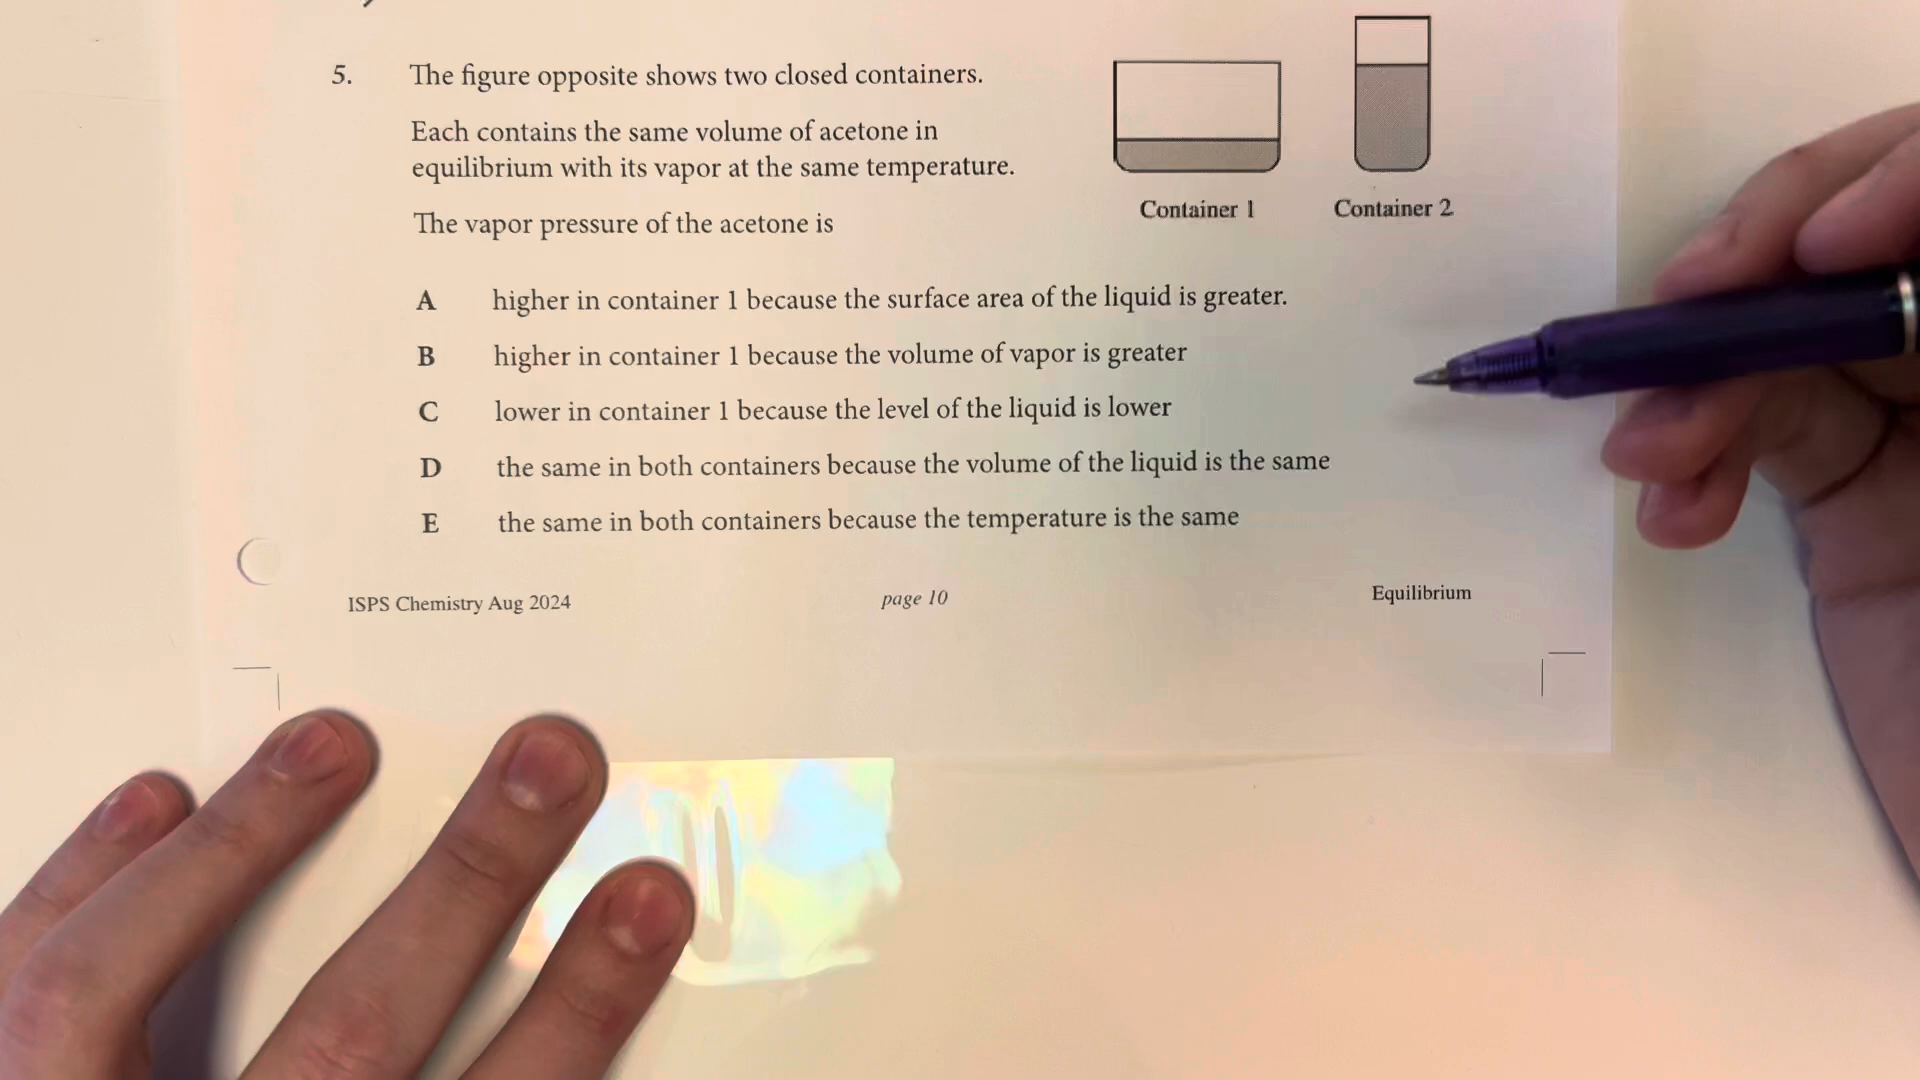 5. The figure opposite shows two closed containers.
Each contains the same volume of acetone in
equilibrium with its vapor at the same temperature.
The vapor pressure of the acetone is
Container 1 Container 2
A higher in container 1 because the surface area of the liquid is greater.
B higher in container 1 because the volume of vapor is greater
C lower in container 1 because the level of the liquid is lower
D the same in both containers because the volume of the liquid is the same
E the same in both containers because the temperature is the same
ISPS Chemistry Aug 2024 page 10 Equilibrium